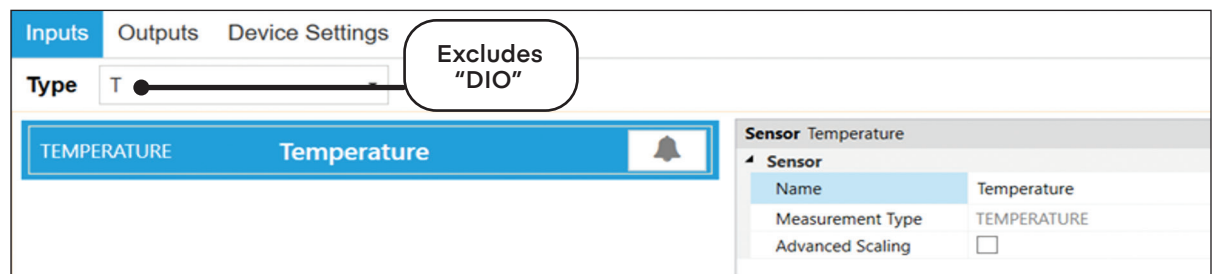 Inputs Outputs Device Settings
Excludes
“DIO”
Type T
TEMPERATURE Temperature
Sensor Temperature
Sensor
Name Temperature
Measurement Type TEMPERATURE
Advanced Scaling